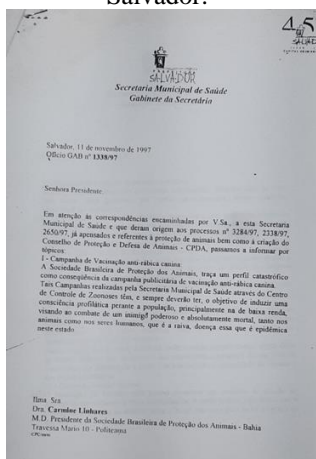 Salvador.
450
SALVADOR
SALVADOR
Secretaria Municipal de Saúde
Gabinete da Secretária
Salvador, 11 de novembro de 1997
Ofício GAB nº 1338/97
Senhora Presidente,
Em atenção às correspondências encaminhadas por V.Sa., a esta Secretaria
Municipal de Saúde e que deram origem aos processos nº 3284/97, 2338/97,
2650/97, já apensados e referentes à proteção de animais bem como à criação do
Conselho de Proteção e Defesa de Animais - CPDA, passamos a informar por
tópicos:
I - Campanha de Vacinação anti-rábica canina.
A Sociedade Brasileira de Proteção dos Animais, traça um perfil catastrófico
como conseqüência da campanha publicitária de vacinação anti-rábica canina.
Tais Campanhas realizadas pela Secretaria Municipal de Saúde através do Centro
de Controle de Zoonoses têm, e sempre deverão ter, o objetivo de induzir uma
consciência profilática perante a população, principalmente na de baixa renda,
visando ao combate de um inimigo poderoso e absolutamente mortal, tanto nos
animais como nos seres humanos, que é a raiva, doença essa que é epidêmica
neste estado.
Ilma. Sra.
Dra. Carmine Linhares
M.D. Presidente da Sociedade Brasileira de Proteção dos Animais - Bahia
Travessa Mario 10 - Politeama